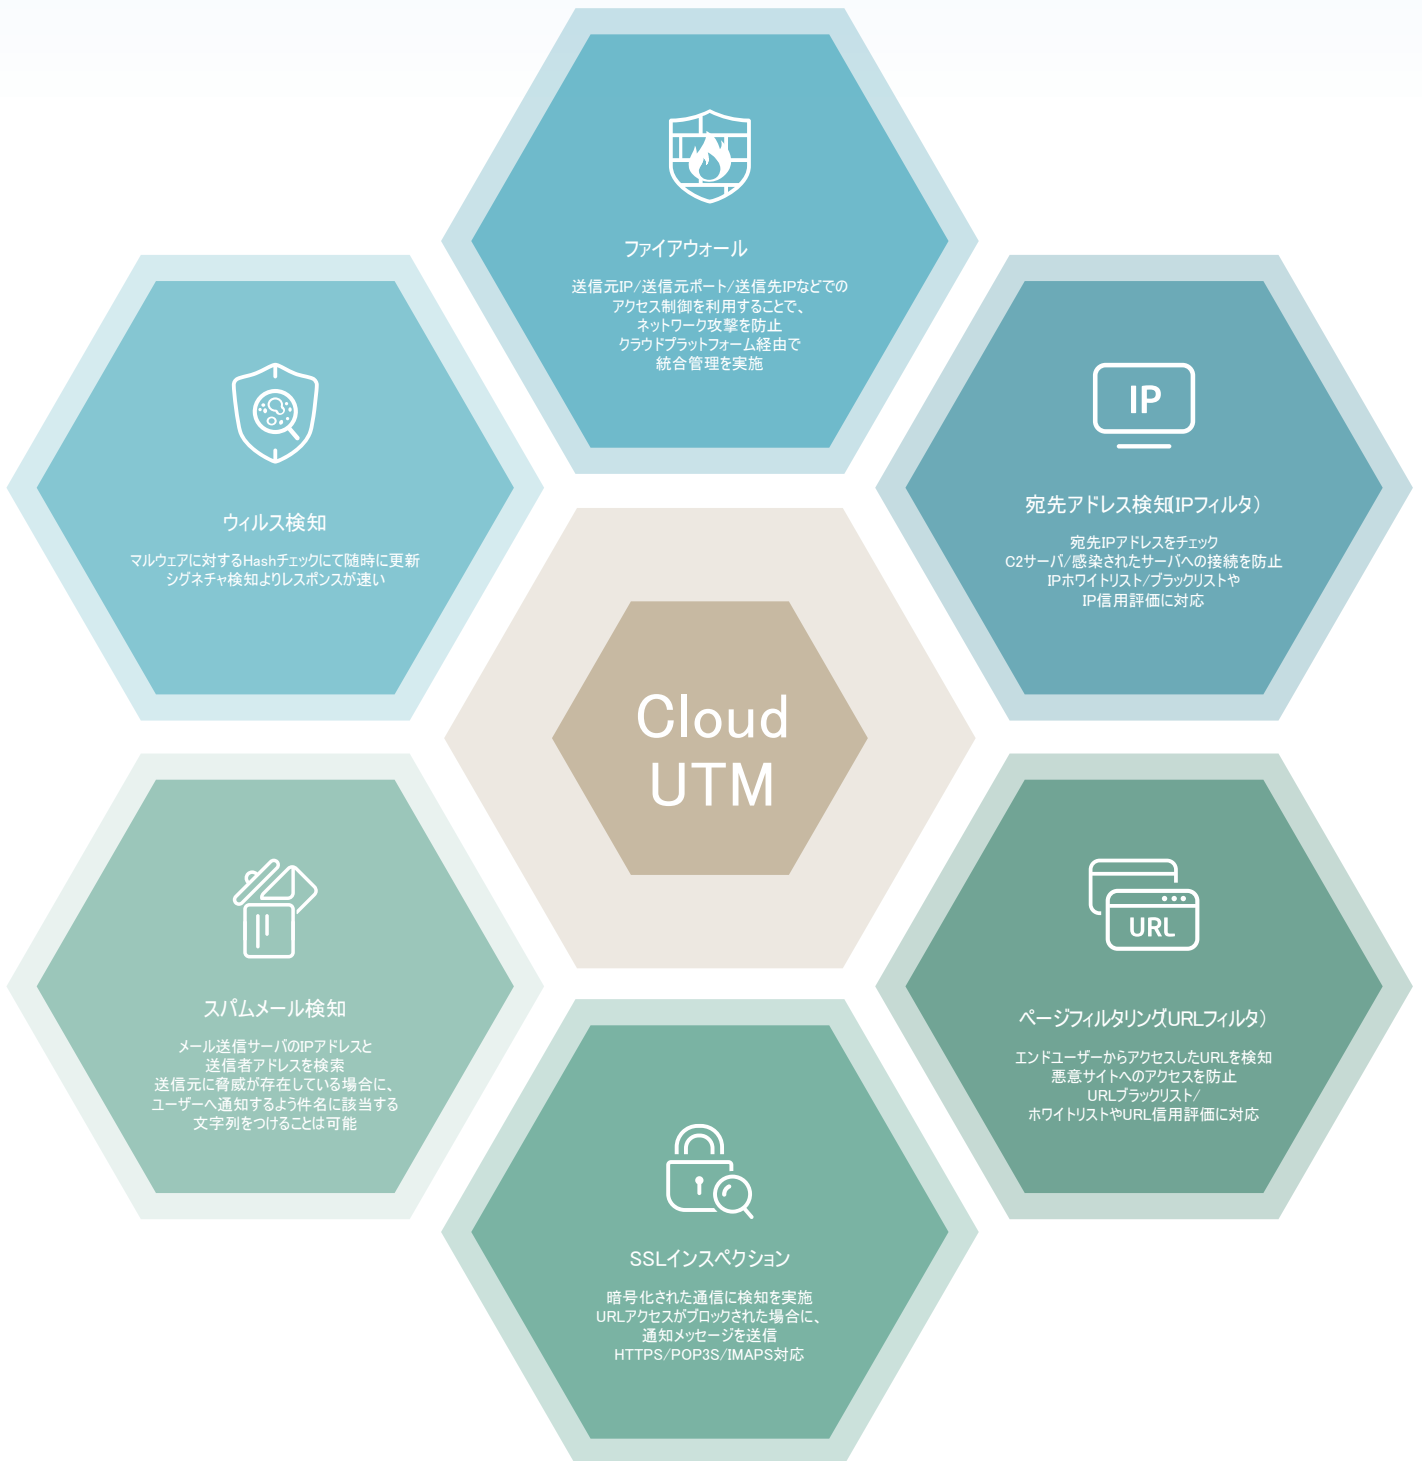 ファイアウォール
送信元IP/送信元ポート/送信先IPなどでの
アクセス制御を利用することで、
ネットワーク攻撃を防止
クラウドプラットフォーム経由で
統合管理を実施
ウィルス検知
マルウェアに対するHashチェックにて随時に更新
シグネチャ検知よりレスポンスが速い
IP
宛先アドレス検知(IPフィルタ)
宛先IPアドレスをチェック
C2サーバ/感染されたサーバへの接続を防止
IPホワイトリスト/ブラックリストや
IP信用評価に対応
Cloud
UTM
スパムメール検知
メール送信サーバのIPアドレスと
送信者アドレスを検索
送信元に脅威が存在している場合に、
ユーザーへ通知するよう件名に該当する
文字列をつけることは可能
URL
ページフィルタリング(URLフィルタ)
エンドユーザーからアクセスしたURLを検知
悪意サイトへのアクセスを防止
URLブラックリスト/
ホワイトリストやURL信用評価に対応
SSLインスペクション
暗号化された通信に検知を実施
URLアクセスがブロックされた場合に、
通知メッセージを送信
HTTPS/POP3S/IMAPS対応